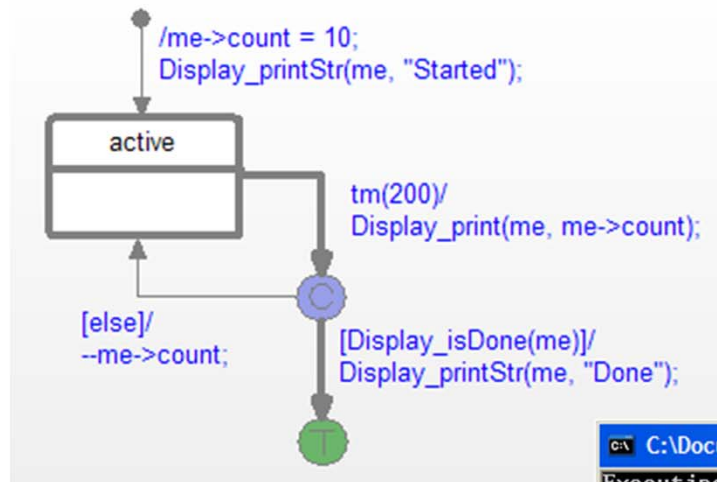 /me->count = 10;
Display_printStr(me, "Started");
active
tm(200)/
Display_print(me, me->count);
C
[else]/
--me->count;
[Display_isDone(me)]/
Display_printStr(me, "Done");
T
C:\Doc